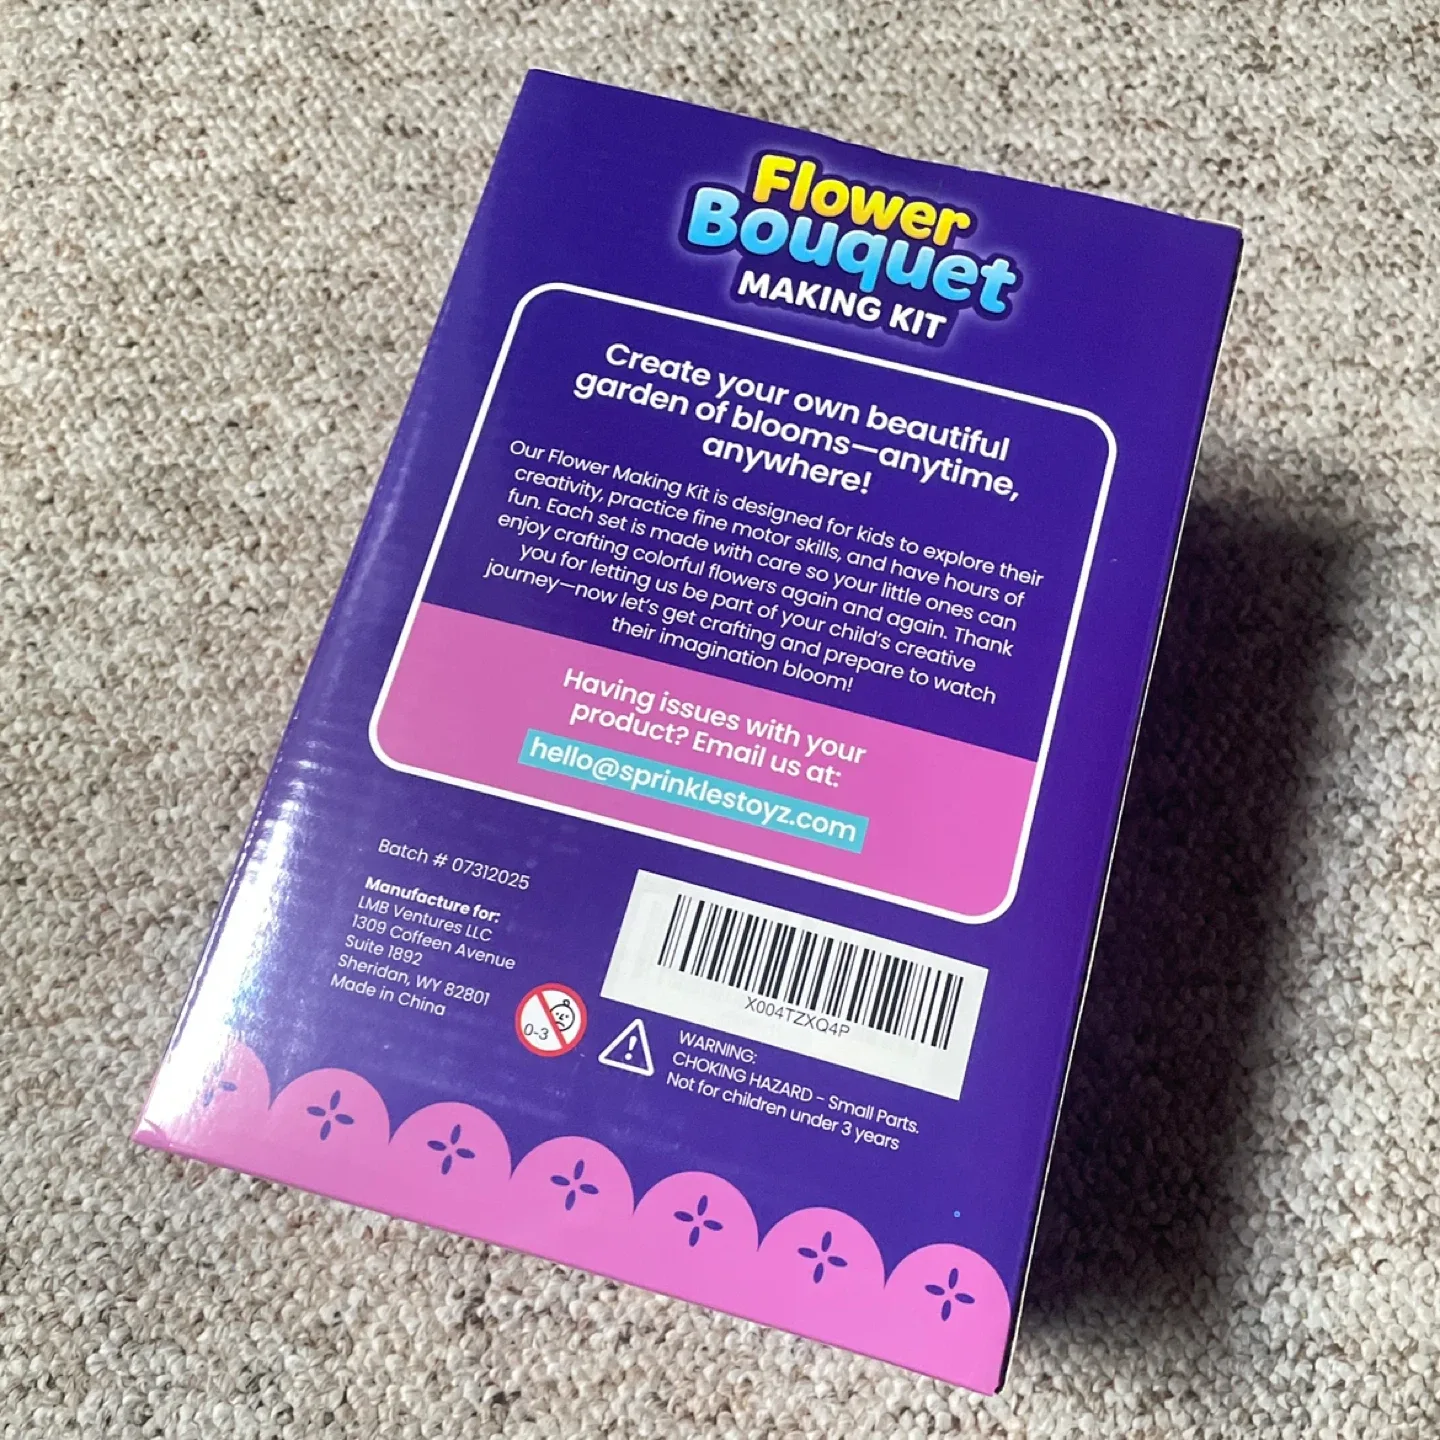 Flower
Bouquet
MAKING KIT
Create your own beautiful
garden of blooms—anytime,
anywhere!
Our Flower Making Kit is designed for kids to explore their
creativity, practice fine motor skills, and have hours of
fun. Each set is made with care so your little ones can
enjoy crafting colorful flowers again and again. Thank
you for letting us be part of your child's creative
journey—now let's get crafting and prepare to watch
their imagination bloom!
Having issues with your
product? Email us at:
hello@sprinklestoyz.com
Batch # 07312025
Manufacture for:
LMB Ventures LLC
1309 Coffeen Avenue
Suite 1892
Sheridan, WY 82801
Made in China
0-3
X004TZXQ4P
WARNING:
CHOKING HAZARD - Small Parts.
Not for children under 3 years